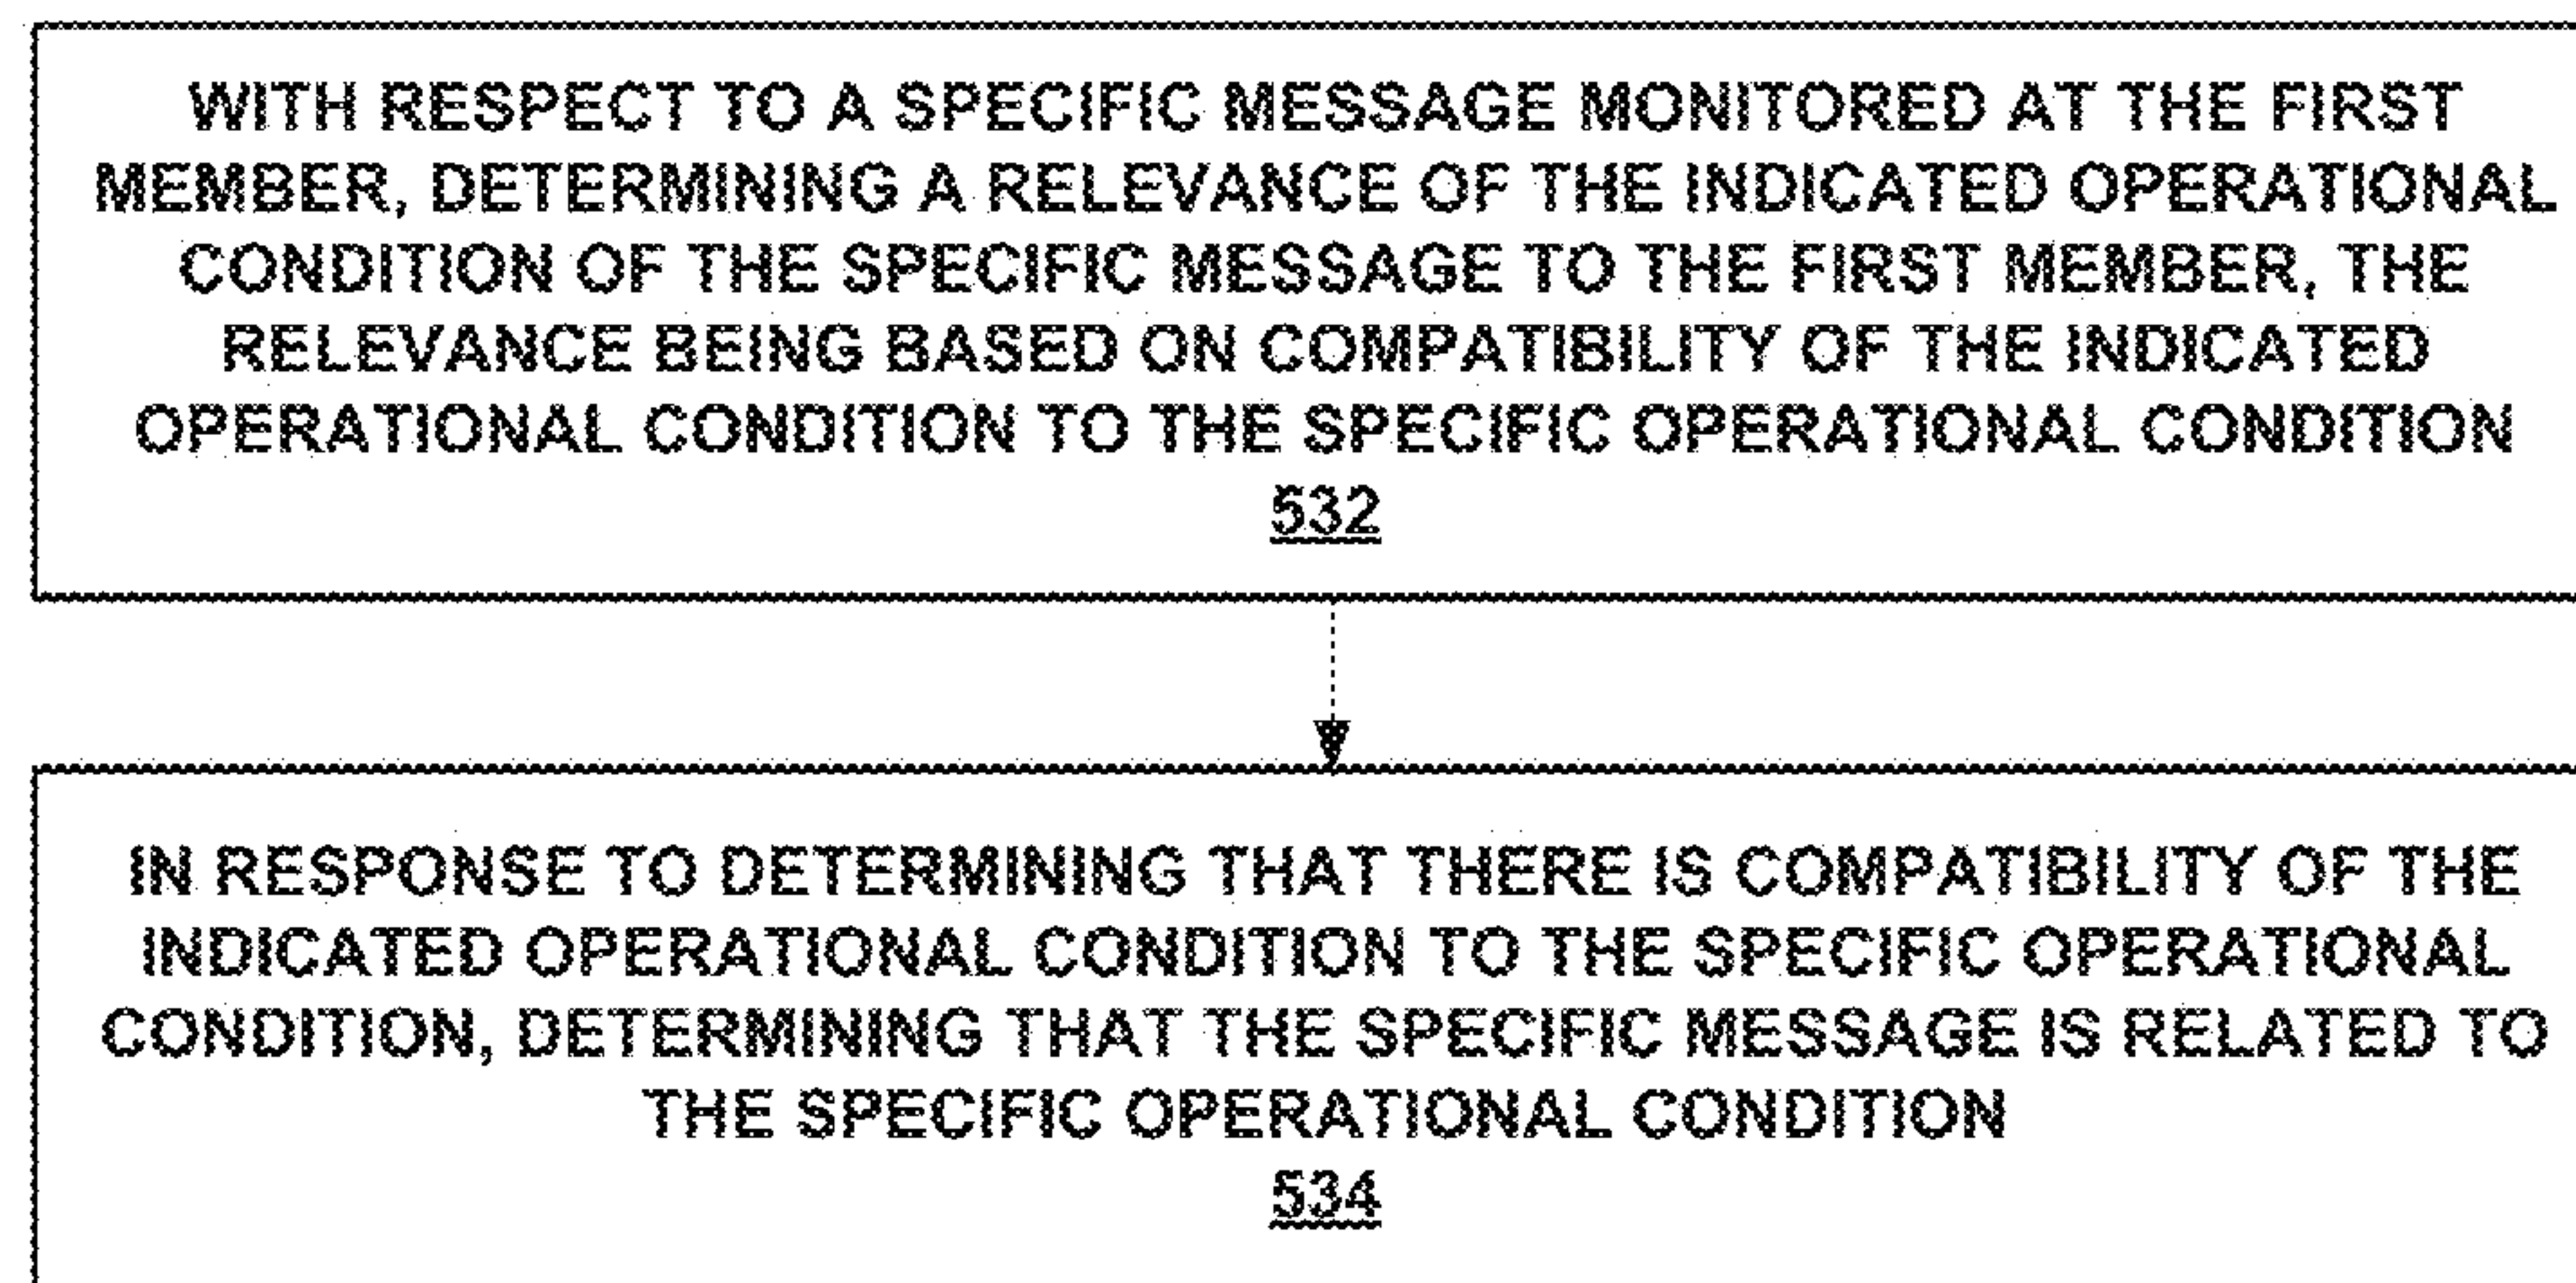 WITH RESPECT TO A SPECIFIC MESSAGE MONITORED AT THE FIRST
MEMBER, DETERMINING A RELEVANCE OF THE INDICATED OPERATIONAL
CONDITION OF THE SPECIFIC MESSAGE TO THE FIRST MEMBER, THE
RELEVANCE BEING BASED ON COMPATIBILITY OF THE INDICATED
OPERATIONAL CONDITION TO THE SPECIFIC OPERATIONAL CONDITION
532
IN RESPONSE TO DETERMINING THAT THERE IS COMPATIBILITY OF THE
INDICATED OPERATIONAL CONDITION TO THE SPECIFIC OPERATIONAL
CONDITION, DETERMINING THAT THE SPECIFIC MESSAGE IS RELATED TO
THE SPECIFIC OPERATIONAL CONDITION
534